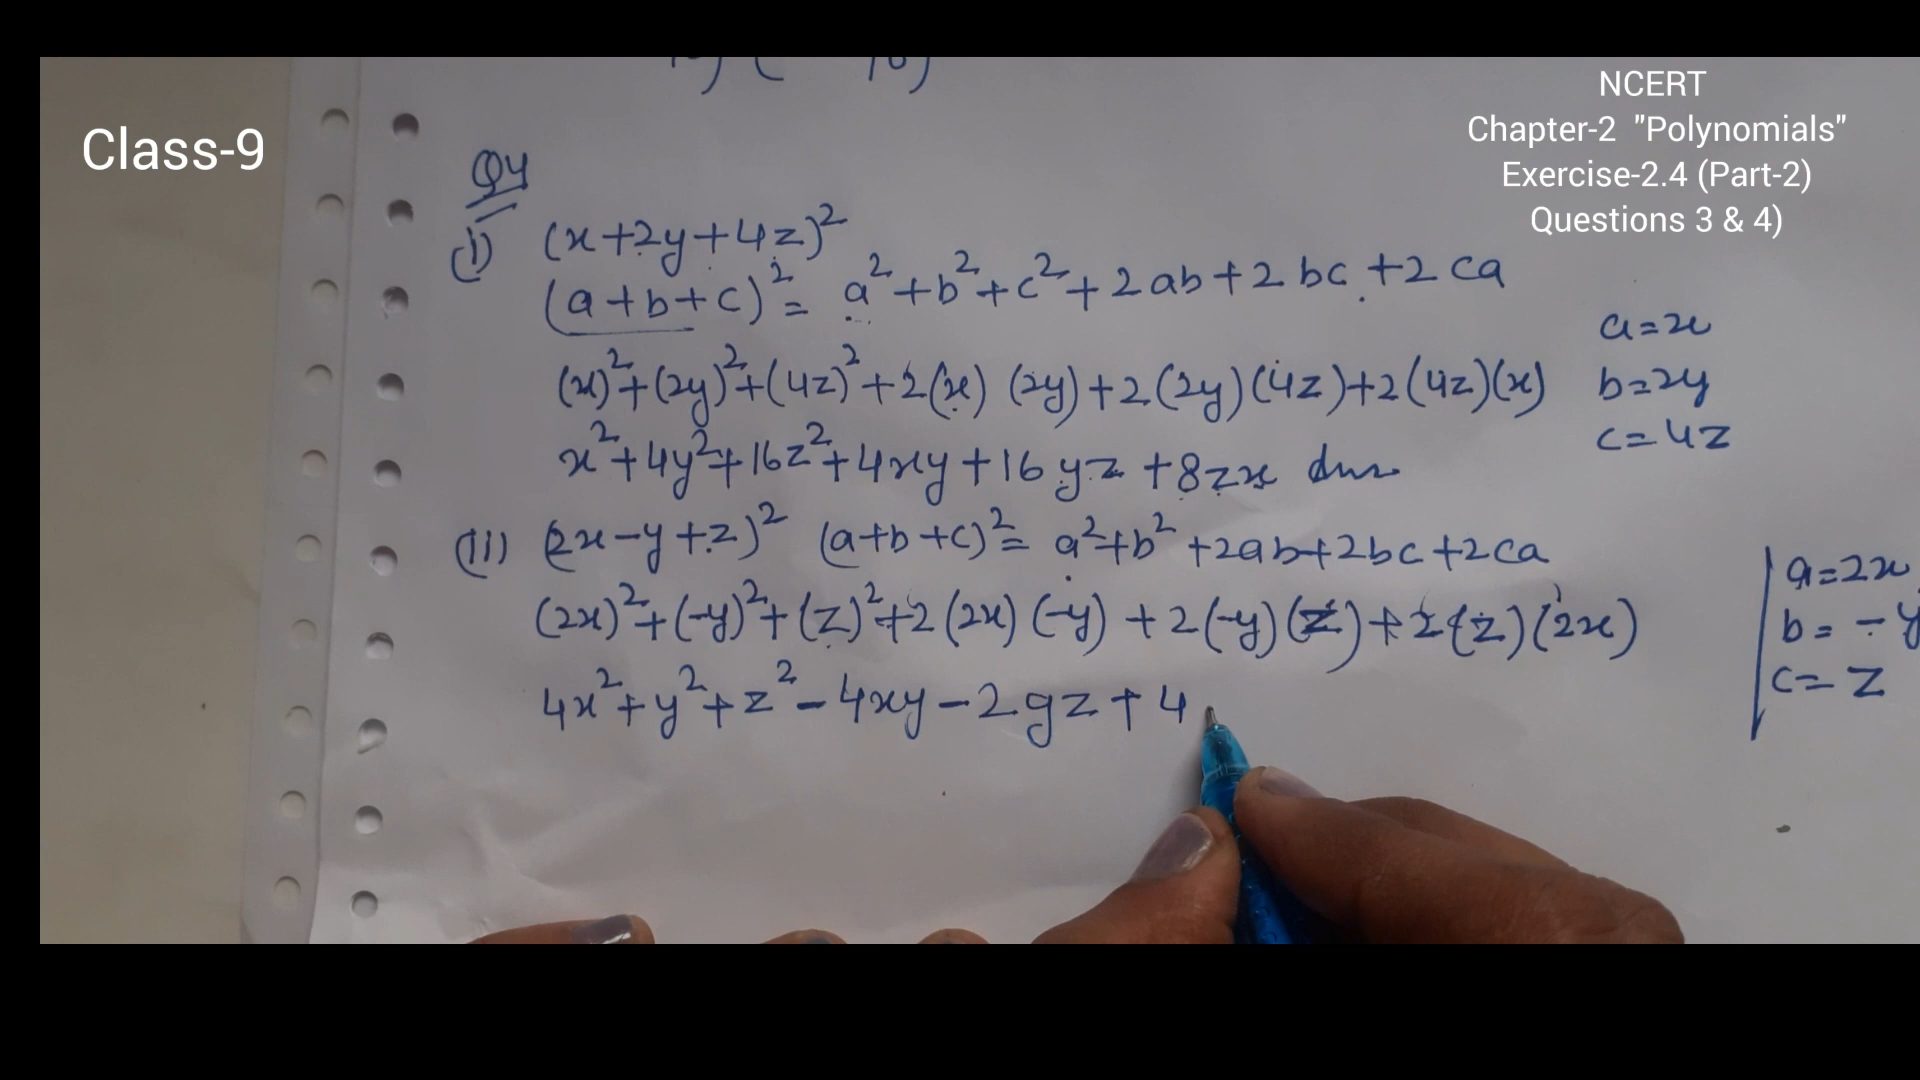 Class-9
NCERT
Chapter-2 "Polynomials"
Exercise-2.4 (Part-2)
Questions 3 & 4)
Q4
(i) (x+2y+4z)²
(a+b+c)² = a²+b²+c²+2ab+2bc+2ca
a=x
(x)²+(2y)²+(4z)²+2(x) (2y)+2(2y)(4z)+2(4z)(x)
b=2y
c=4z
x²+4y²+16z²+4xy+16yz+8zx
(ii) (2x-y+z)² (a+b+c)²= a²+b²+2ab+2bc+2ca
a=2x
(2x)²+(-y)²+(z)²+2(2x)(-y)+2(-y)(z)+2(z)(2x)
b= -y
c= z
4x²+y²+z²-4xy-2yz+4